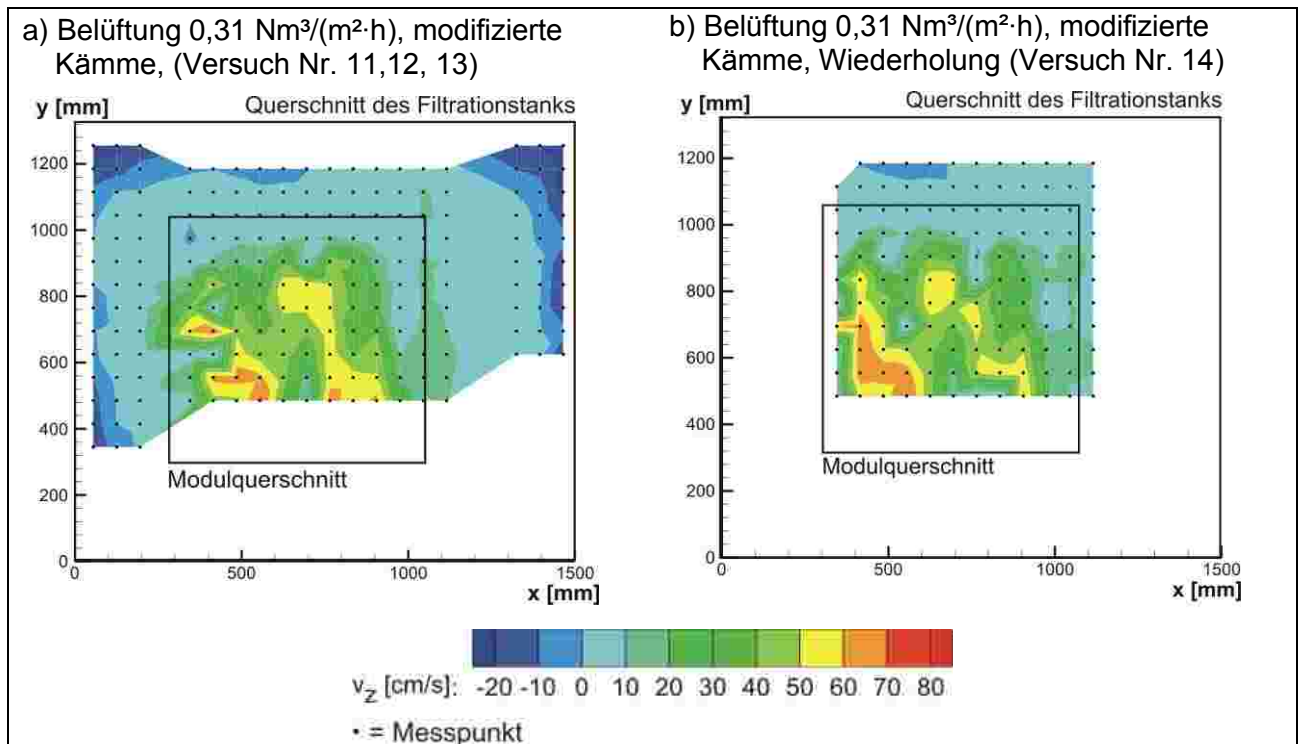 a) Belüftung 0,31 Nm³/(m²·h), modifizierte
Kämme, (Versuch Nr. 11,12, 13)
y [mm]
Querschnitt des Filtrationstanks
1200
1000
800
600
400
200
0
Modulquerschnitt
0
500
1000
1500
x [mm]
b) Belüftung 0,31 Nm³/(m²·h), modifizierte
Kämme, Wiederholung (Versuch Nr. 14)
y [mm]
Querschnitt des Filtrationstanks
1200
1000
800
600
400
200
0
Modulquerschnitt
0
500
1000
1500
x [mm]
v_z [cm/s]: -20 -10 0 10 20 30 40 50 60 70 80
• = Messpunkt